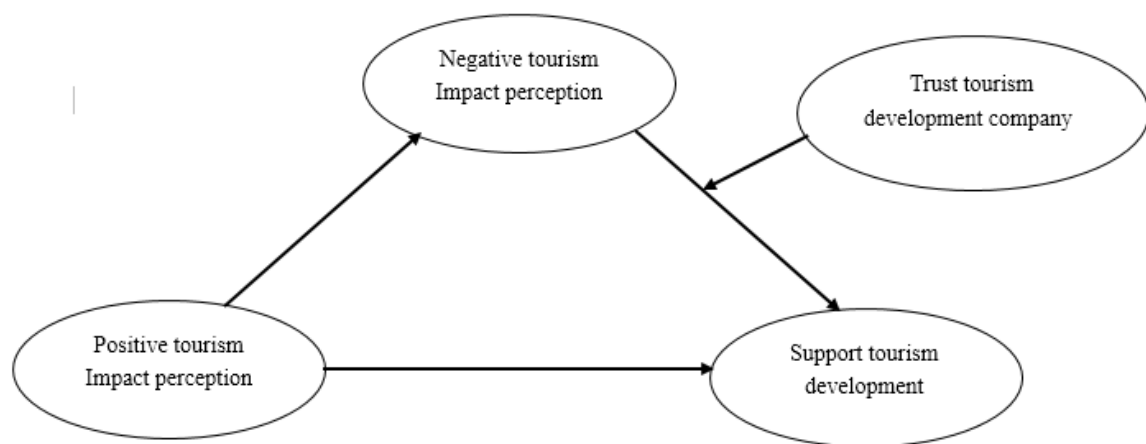 Negative tourism
Impact perception
Trust tourism
development company
Positive tourism
Impact perception
Support tourism
development